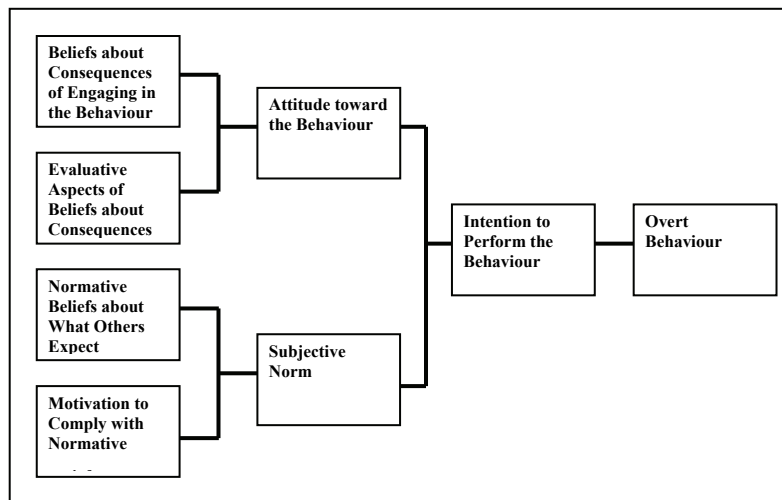 Beliefs about
Consequences
of Engaging in
the Behaviour
Evaluative
Aspects of
Beliefs about
Consequences
Normative
Beliefs about
What Others
Expect
Motivation to
Comply with
Normative
Attitude toward
the Behaviour
Subjective
Norm
Intention to
Perform the
Behaviour
Overt
Behaviour